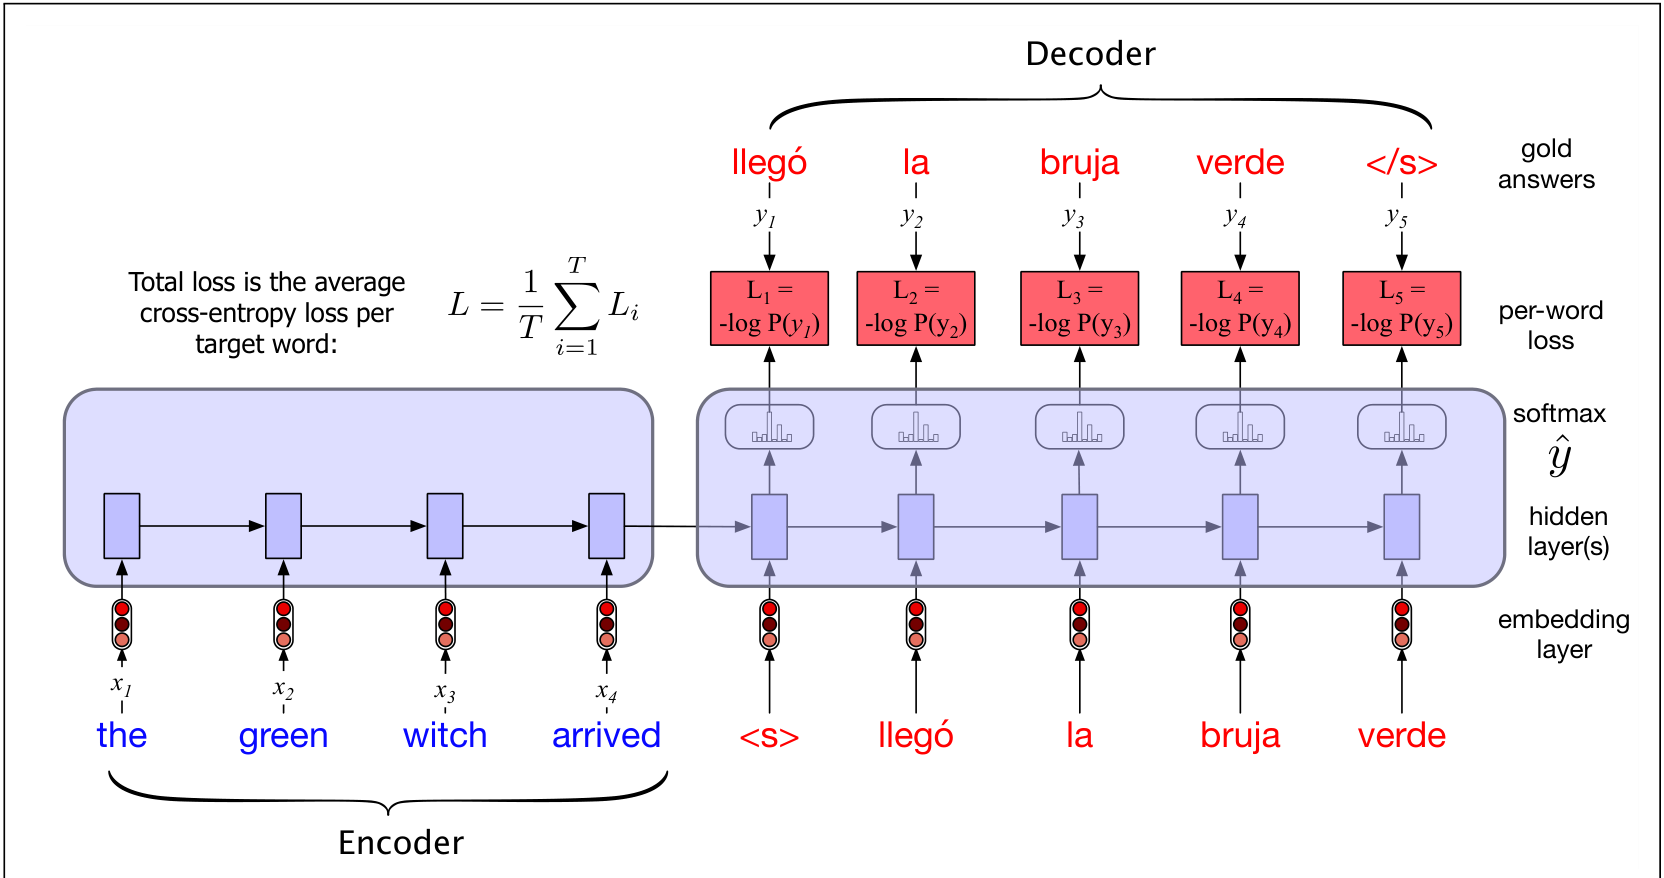 Decoder
llegó la bruja verde </s>
gold
answers
y1 y2 y3 y4 y5
Total loss is the average
cross-entropy loss per
target word:
L = 1/T ∑_{i=1}^{T} L_i
L1 = L2 = L3 = L4 = L5 =
-log P(y1) -log P(y2) -log P(y3) -log P(y4) -log P(y5)
per-word
loss
softmax
ŷ
hidden
layer(s)
embedding
layer
x1 x2 x3 x4
the green witch arrived <s> llegó la bruja verde
Encoder